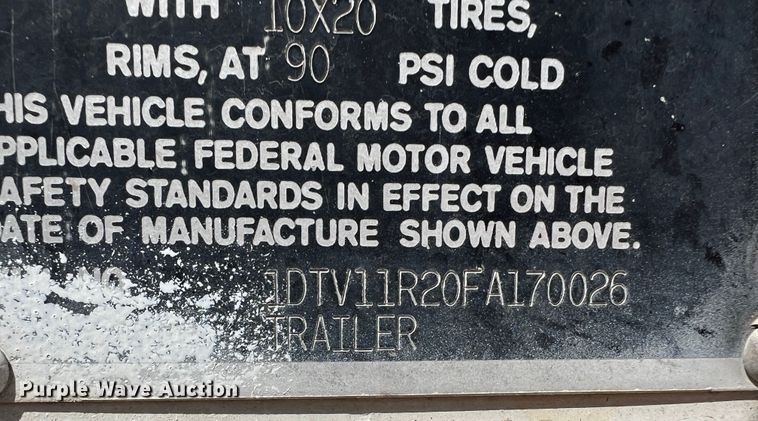 WITH 10X20 TIRES,
RIMS, AT 90 PSI COLD
HIS VEHICLE CONFORMS TO ALL
PPLICABLE FEDERAL MOTOR VEHICLE
AFETY STANDARDS IN EFFECT ON THE
ATE OF MANUFACTURE SHOWN ABOVE.
NO 1DTV11R20FA170026
TRAILER
Purple Wave Auction